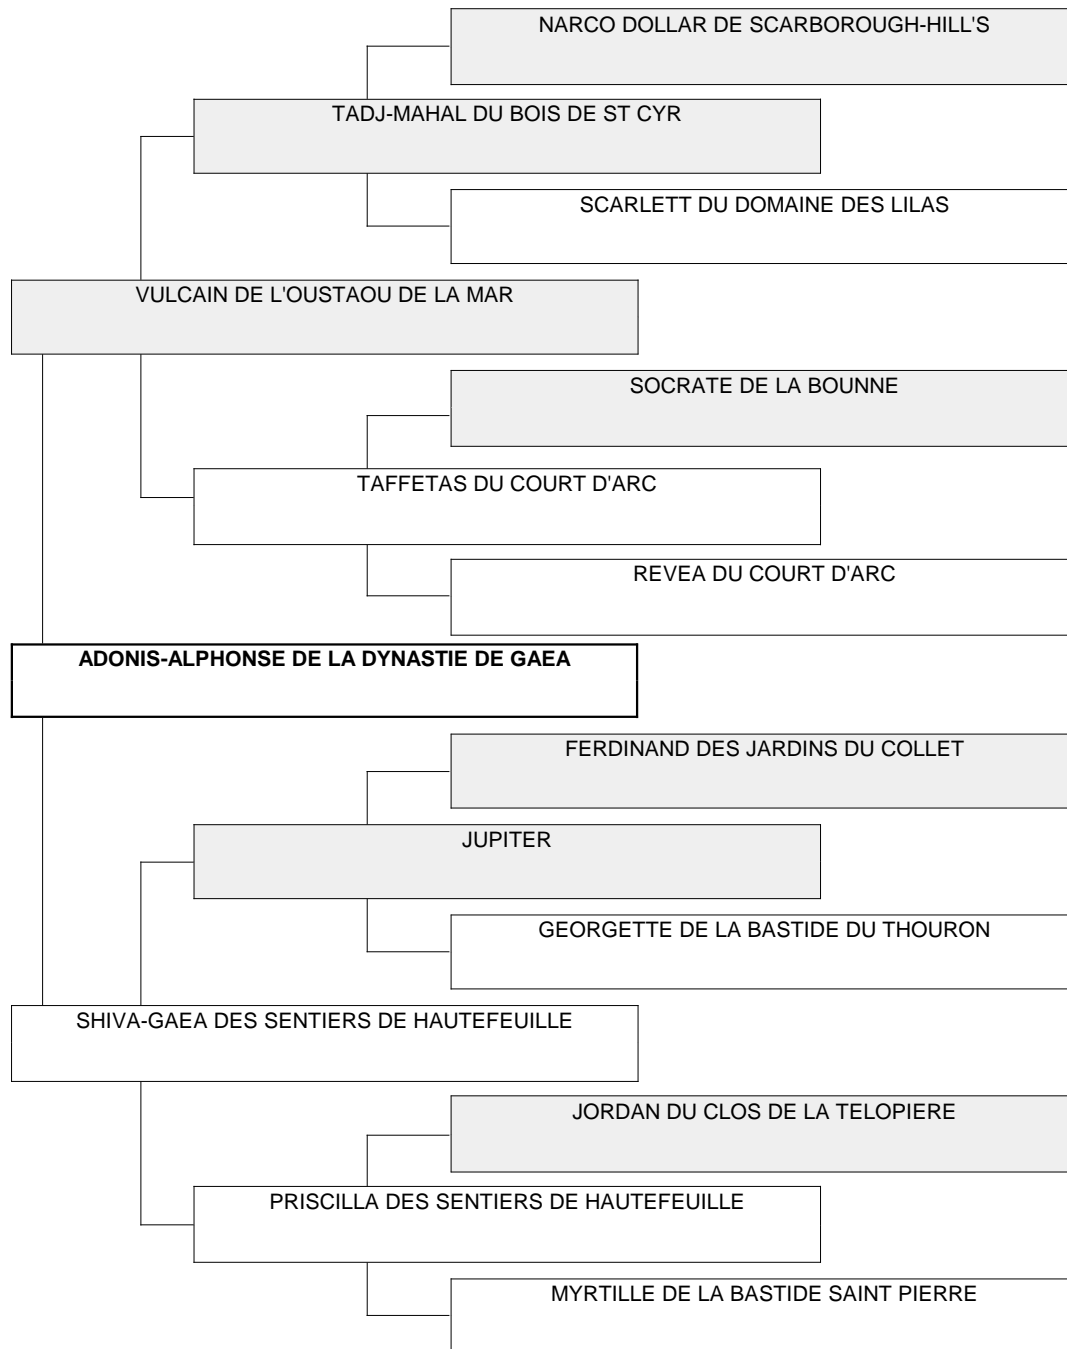 NARCO DOLLAR DE SCARBOROUGH-HILL'S
TADJ-MAHAL DU BOIS DE ST CYR
SCARLETT DU DOMAINE DES LILAS
VULCAIN DE L'OUSTAOU DE LA MAR
SOCRATE DE LA BOUNNE
TAFFETAS DU COURT D'ARC
REVEA DU COURT D'ARC
ADONIS-ALPHONSE DE LA DYNASTIE DE GAEA
FERDINAND DES JARDINS DU COLLET
JUPITER
GEORGETTE DE LA BASTIDE DU THOURON
SHIVA-GAEA DES SENTIERS DE HAUTEFEUILLE
JORDAN DU CLOS DE LA TELOPIERE
PRISCILLA DES SENTIERS DE HAUTEFEUILLE
MYRTILLE DE LA BASTIDE SAINT PIERRE